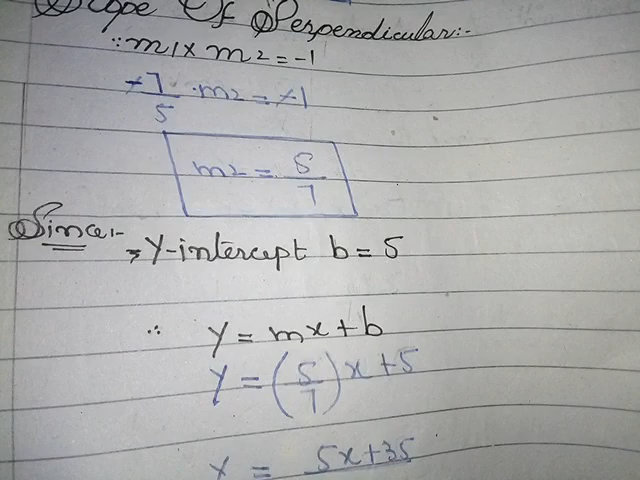 Slope Of Perpendicular:-
∵ m1 x m2 = -1
-7/5 · m2 = -1
m2 = 5/7
Since:-
⇒ Y-intercept b = 5
∴ Y = mx + b
Y = (5/7) x + 5
5x + 35